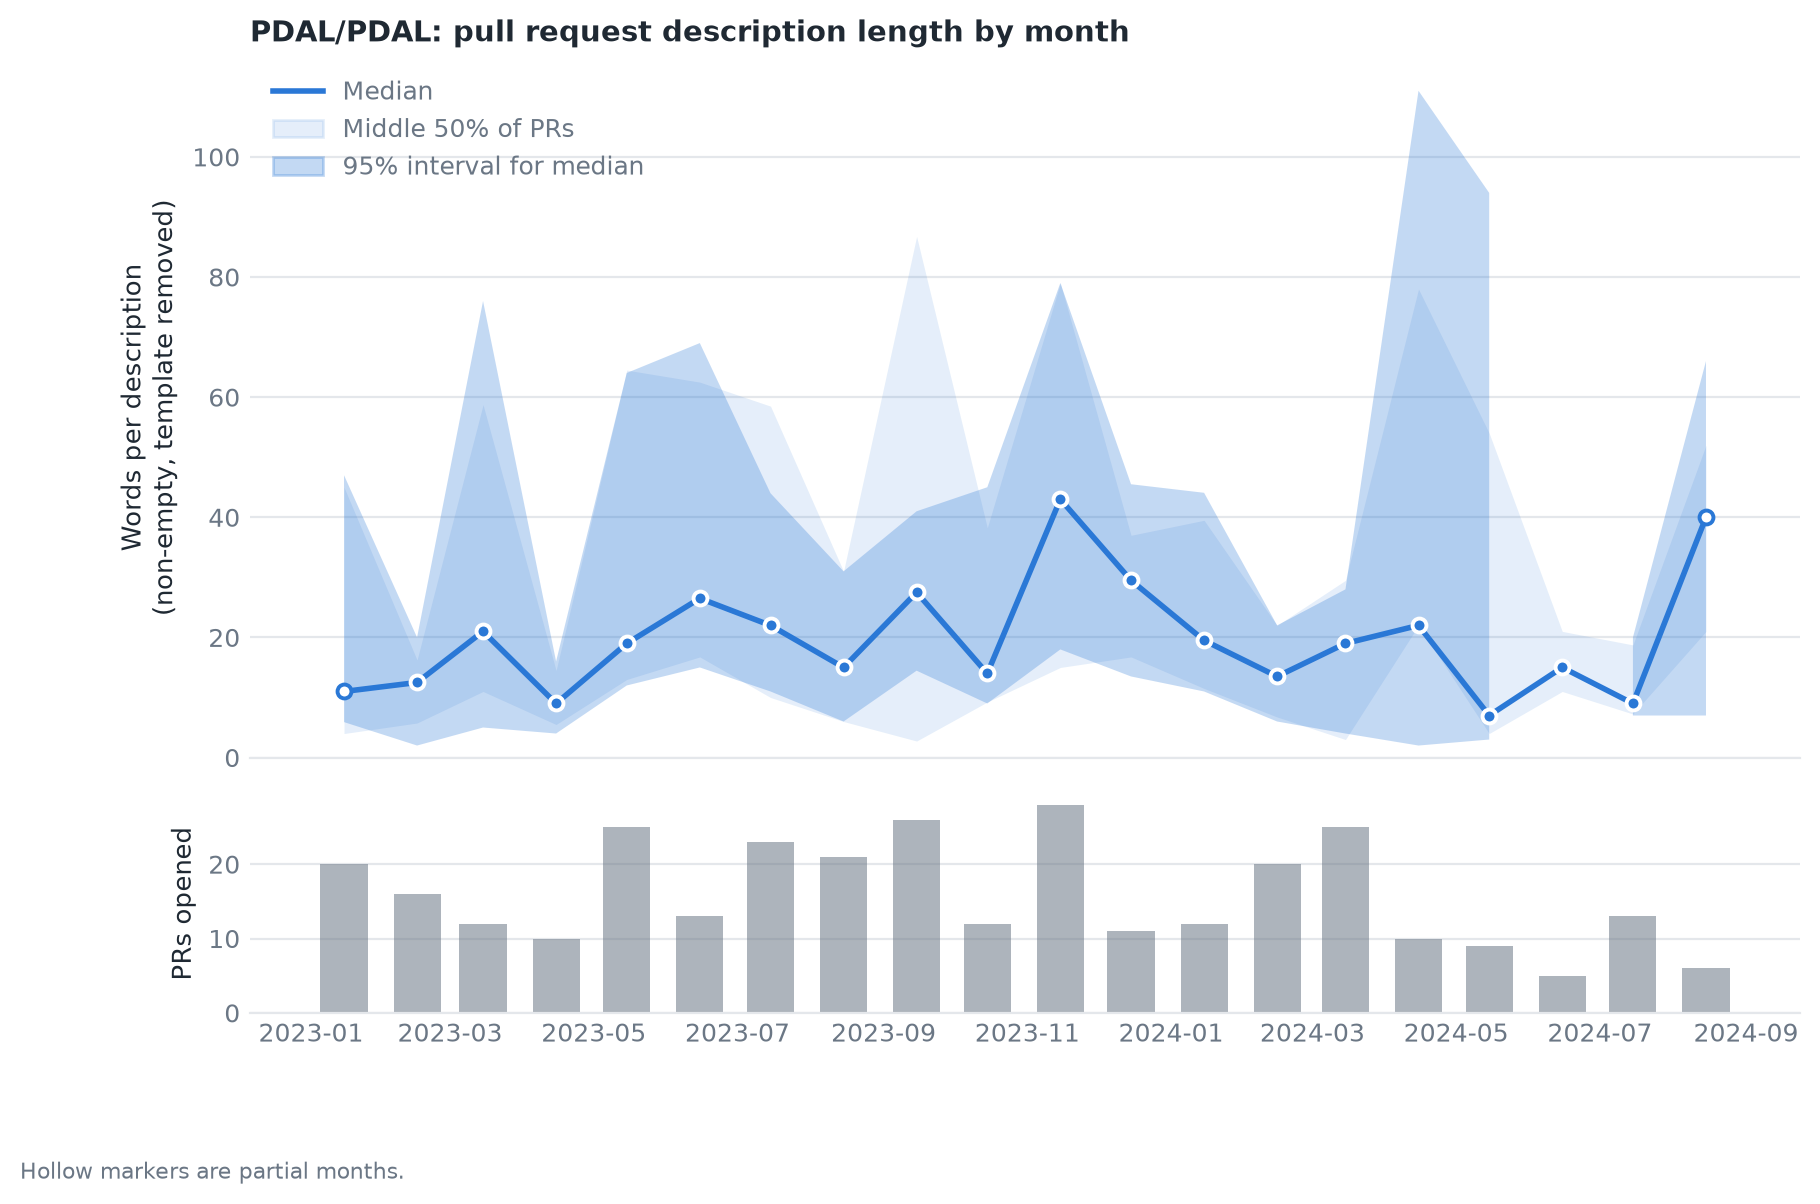 PDAL/PDAL: pull request description length by month
Median
Middle 50% of PRs
95% interval for median
100
80
60
40
20
0
Words per description
(non-empty, template removed)
20
10
0
PRs opened
2023-01 2023-03 2023-05 2023-07 2023-09 2023-11 2024-01 2024-03 2024-05 2024-07 2024-09
Hollow markers are partial months.